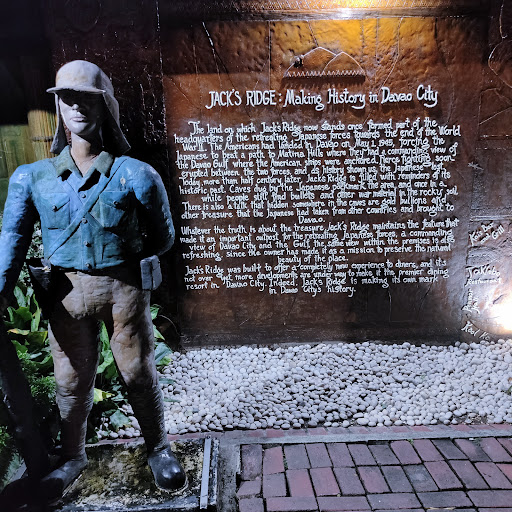 JACK'S RIDGE: Making History in Davao City
The land on which Jack's Ridge now stands once formed part of the
headquarters of the retreating Japanese forces towards the end of the World
War II. The Americans had landed in Davao on May 1, 1945, forcing the
Japanese to beat a path to Matina Hills where they had a commanding view of
the Davao Gulf where the American ships were anchored. Fierce fighting soon
erupted between the two forces, and as history shown us, the Japanese lost.
Today, more than half century later, Jack's Ridge is still filled with reminders of its
historic past. Caves dug by the Japanese pockmark the area, and once in a
while people still find bullets and other war material in the rocky soil.
There is also a talk that hidden somewhere in the caves are gold bullions and
other treasure that the Japanese had taken from other countries and brought to
Davao.
Whatever the truth is about the treasure, Jack's Ridge maintains the feature that
made it an important outpost for the retreating Japanese forces, a commanding
view of Davao City and the Gulf, the same view within the premises is also
refreshing, since the owner has made it as a mission to preserve the natural
beauty of the place.
Jack's Ridge was built to offer a completely new experience to diners, and it's
not over yet, more developments are under way to make it the premier dining
resort in Davao City. Indeed, Jack's Ridge is making its own mark
in Davao City's history.